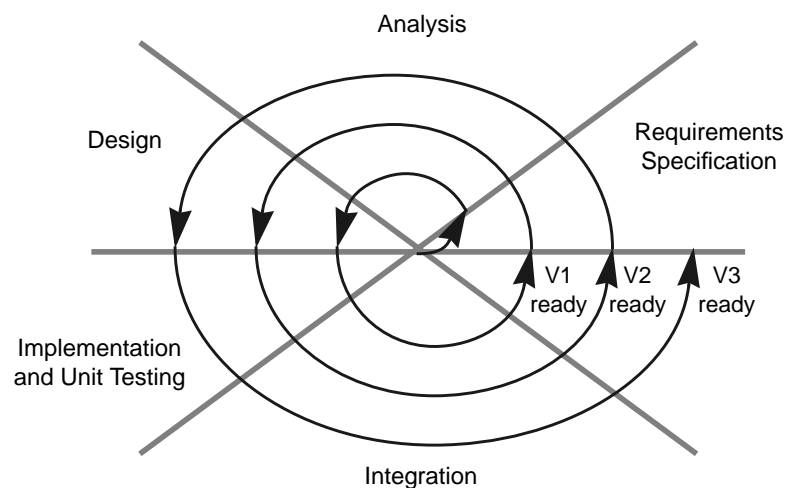 Analysis
Design
Requirements
Specification
V1
ready
V2
ready
V3
ready
Implementation
and Unit Testing
Integration